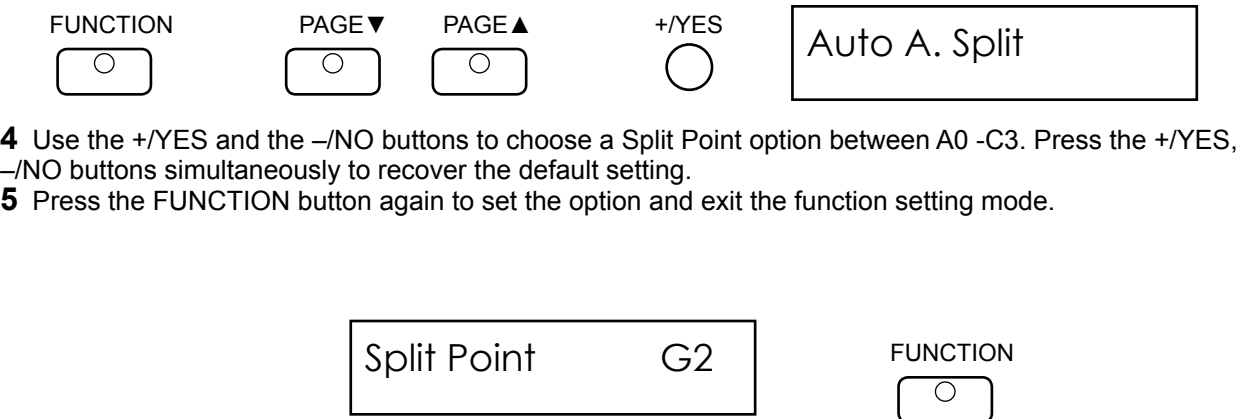 FUNCTION PAGE▼ PAGE▲ +/YES
Auto A. Split
4 Use the +/YES and the –/NO buttons to choose a Split Point option between A0 -C3. Press the +/YES,
–/NO buttons simultaneously to recover the default setting.
5 Press the FUNCTION button again to set the option and exit the function setting mode.
Split Point G2
FUNCTION